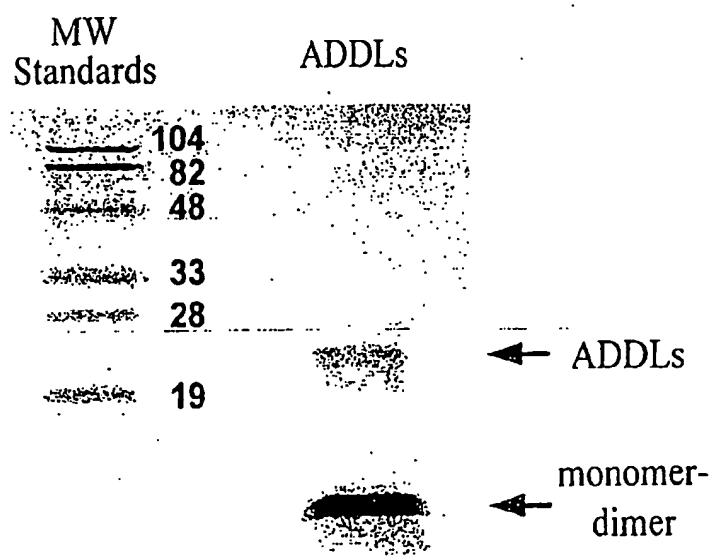 MW
Standards
ADDLs
104
82
48
33
28
19
ADDLs
monomer-
dimer